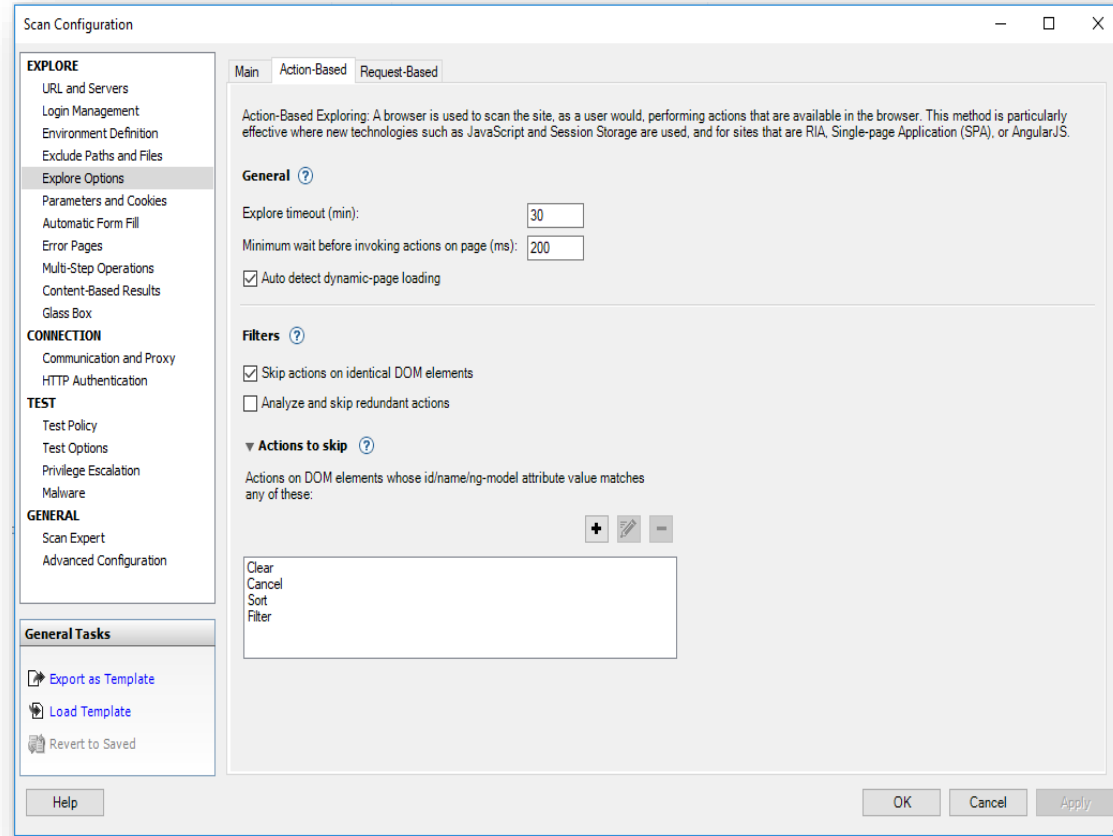 Scan Configuration
EXPLORE
URL and Servers
Login Management
Environment Definition
Exclude Paths and Files
Explore Options
Parameters and Cookies
Automatic Form Fill
Error Pages
Multi-Step Operations
Content-Based Results
Glass Box
CONNECTION
Communication and Proxy
HTTP Authentication
TEST
Test Policy
Test Options
Privilege Escalation
Malware
GENERAL
Scan Expert
Advanced Configuration
General Tasks
Export as Template
Load Template
Revert to Saved
Main Action-Based Request-Based
Action-Based Exploring: A browser is used to scan the site, as a user would, performing actions that are available in the browser. This method is particularly
effective where new technologies such as JavaScript and Session Storage are used, and for sites that are RIA, Single-page Application (SPA), or AngularJS.
General ?
Explore timeout (min): 30
Minimum wait before invoking actions on page (ms): 200
Auto detect dynamic-page loading
Filters ?
Skip actions on identical DOM elements
Analyze and skip redundant actions
Actions to skip ?
Actions on DOM elements whose id/name/ng-model attribute value matches
any of these:
Clear
Cancel
Sort
Filter
Help OK Cancel Apply